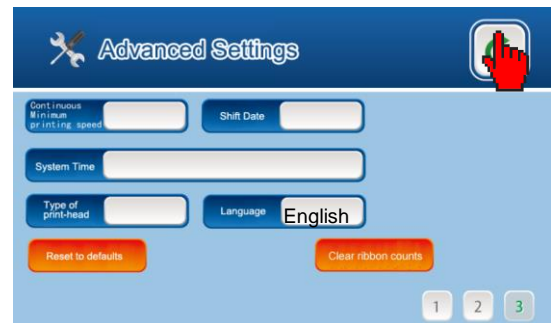 Advanced Settings
Continuous
Minimum
printing speed
Shift Date
System Time
Type of
print-head
Language English
Reset to defaults
Clear ribbon counts
1 2 3